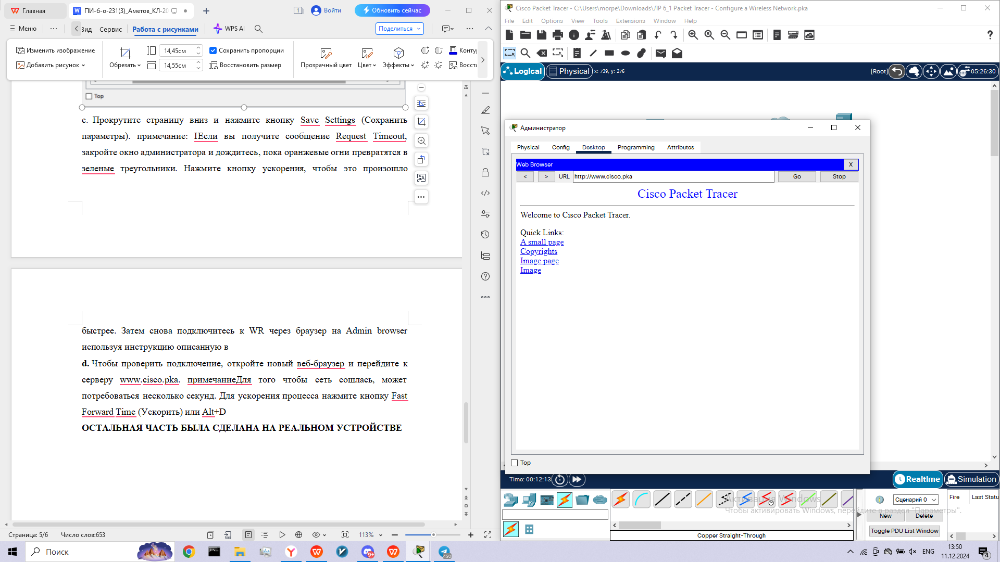 Главная
ПИ-б-о-231(3)_Аметов_КЛ-20
Войти
Обновить сейчас
Меню
Вид
Сервис
Работа с рисунками
WPS AI
Поделиться
Изменить изображение
Добавить рисунок
Обрезать
14,45см
14,55см
Сохранить пропорции
Восстановить размер
Прозрачный цвет
Цвет
Эффекты
Top
c. Прокрутите страницу вниз и нажмите кнопку Save Settings (Сохранить
параметры). примечание: IЕсли вы получите сообщение Request Timeout,
закройте окно администратора и дождитесь, пока оранжевые огни превратятся в
зеленые треугольники. Нажмите кнопку ускорения, чтобы это произошло
быстрее. Затем снова подключитесь к WR через браузер на Admin browser
используя инструкцию описанную в
d. Чтобы проверить подключение, откройте новый веб-браузер и перейдите к
серверу www.cisco.pka. примечаниеДля того чтобы сеть сошлась, может
потребоваться несколько секунд. Для ускорения процесса нажмите кнопку Fast
Forward Time (Ускорить) или Alt+D
ОСТАЛЬНАЯ ЧАСТЬ БЫЛА СДЕЛАНА НА РЕАЛЬНОМ УСТРОЙСТВЕ
Страница: 5/6
Число слов:653
113%
Cisco Packet Tracer - C:\Users\morpe\Downloads\ЛР 6_1 Packet Tracer - Configure a Wireless Network.pka
File Edit Options View Tools Extensions Window Help
Logical
Physical
x: 739, y: 276
[Root]
05:26:30
Администратор
Physical Config Desktop Programming Attributes
Web Browser
X
< > URL http://www.cisco.pka Go Stop
Cisco Packet Tracer
Welcome to Cisco Packet Tracer.
Quick Links:
A small page
Copyrights
Image page
Image
Top
Time: 00:12:13
Realtime
Simulation
Сценарий 0
Fire
Last Statu
New
Delete
Toggle PDU List Window
Copper Straight-Through
Активация Windows
Чтобы активировать Windows, перейдите в раздел "Параметры".
Поиск
9+
450
ENG
13:50
11.12.2024
4